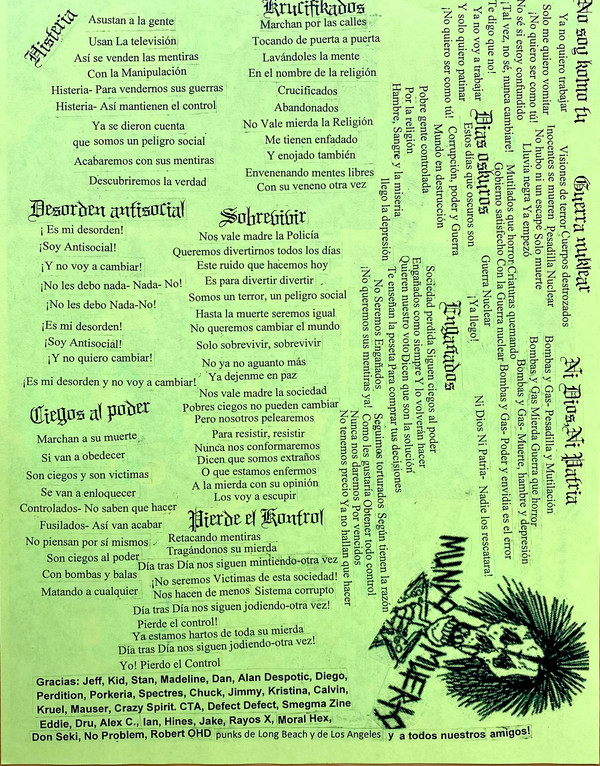 Histeria
Asustan a la gente
Usan La televisión
Así se venden las mentiras
Con la Manipulación
Histeria- Para vendernos sus guerras
Histeria- Así mantienen el control
Ya se dieron cuenta
que somos un peligro social
Acabaremos con sus mentiras
Descubriremos la verdad
Krucifikados
Marchan por las calles
Tocando de puerta a puerta
Lavándoles la mente
En el nombre de la religión
Crucificados
Abandonados
No Vale mierda la Religión
Me tienen enfadado
Y enojado también
Envenenando mentes libres
Con su veneno otra vez
Desorden antisocial
¡ Es mi desorden!
¡Soy Antisocial!
¡Y no voy a cambiar!
¡No les debo nada- Nada- No!
¡No les debo Nada-No!
¡Es mi desorden!
¡Soy Antisocial!
¡Y no quiero cambiar!
¡Es mi desorden y no voy a cambiar!
Sobrevivir
Nos vale madre la Policía
Queremos divertirnos todos los días
Este ruido que hacemos hoy
Es para divertir divertir
Somos un terror, un peligro social
Hasta la muerte seremos igual
No queremos cambiar el mundo
Solo sobrevivir, sobrevivir
No ya no aguanto más
Ya dejenme en paz
Nos vale madre la sociedad
Pobres ciegos no pueden cambiar
Pero nosotros pelearemos
Para resistir, resistir
Nunca nos conformaremos
Dicen que somos extraños
O que estamos enfermos
A la mierda con su opinión
Los voy a escupir
Ciegos al poder
Marchan a su muerte
Si van a obedecer
Son ciegos y son victimas
Se van a enloquecer
Controlados- No saben que hacer
Fusilados- Así van acabar
No piensan por sí mismos
Son ciegos al poder
Con bombas y balas
Matando a cualquier
Pierde el Kontrol
Retacando mentiras
Tragándonos su mierda
Día tras Día nos siguen mintiendo-otra vez
¡No seremos Victimas de esta sociedad!
Nos hacen de menos Sistema corrupto
Día tras Día nos siguen jodiendo-otra vez!
Pierde el control!
Ya estamos hartos de toda su mierda
Día tras Día nos siguen jodiendo-otra vez!
Yo! Pierdo el Control
No soy komo tu
Ya no quiero trabajar
Solo me quiero vomitar
¡No quiero ser como tú!
No sé si estoy confundido
¡Tal vez, no sé, nunca cambiare!
Te digo que no!
Ya no voy a trabajar
Y solo quiero patinar
¡No quiero ser como tú!
Guerra nuklear
Visiones de terror Cuerpos destrozados
Inocentes se mueren Pesadilla Nuclear
No hubo ni un escape Solo muerte
Lluvia negra Ya empezó
Mutilados que horror Criaturas quemando
Gobierno satisfecho Con la Guerra nuclear
Guerra Nuclear
¡Ya llego!
Dias oskuros
Estos días que oscuros son
Corrupción, poder y Guerra
Mundo en destrucción
Pobre gente controlada
Por la religión
Hambre, Sangre y la miseria
llego la depresión
Ni Dios, Ni Patria
Bombas y Gas- Pesadilla y Mutilación
Bombas y Gas Mierda Guerra que horror
Bombas y Gas- Muerte, hambre y depresión
Bombas y Gas- Poder y envidia es el error
Ni Dios Ni Patria- Nadie los rescatara!
Engañados
Sociedad perdida Siguen ciegos al poder
Engañados como siempre Y lo volverán hacer
Quieren nuestro voto Dicen que son la solución
Te enseñan la peseta Para comprar tus decisiones
No Seremos Engañados
¡No queremos sus mentiras ya!
Seguimos torturados Según tienen la razón
Como les gustaría Obtener todo control
Nunca nos daremos Por vencidos
No tenemos precio Ya no hallan que hacer
MUNDO MUERTO
Gracias: Jeff, Kid, Stan, Madeline, Dan, Alan Despotic, Diego,
Perdition, Porkeria, Spectres, Chuck, Jimmy, Kristina, Calvin,
Kruel, Mauser, Crazy Spirit. CTA, Defect Defect, Smegma Zine
Eddie, Dru, Alex C., Ian, Hines, Jake, Rayos X, Moral Hex,
Don Seki, No Problem, Robert OHD punks de Long Beach y de Los Angeles y a todos nuestros amigos!